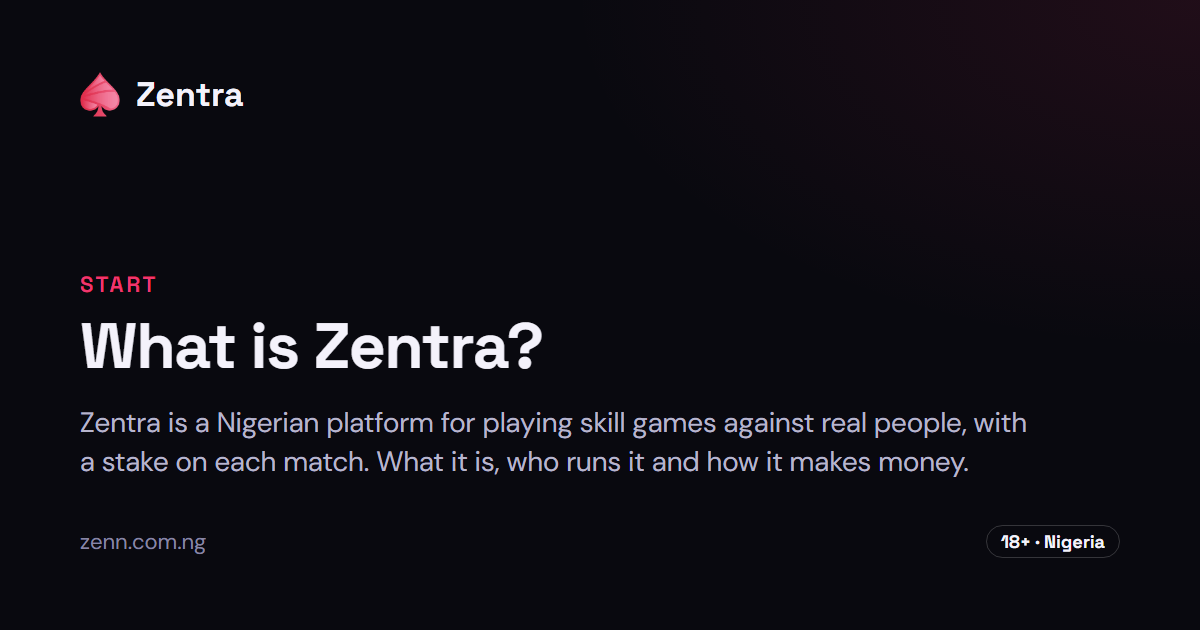 Zentra
START
What is Zentra?
Zentra is a Nigerian platform for playing skill games against real people, with
a stake on each match. What it is, who runs it and how it makes money.
zenn.com.ng
18+ · Nigeria